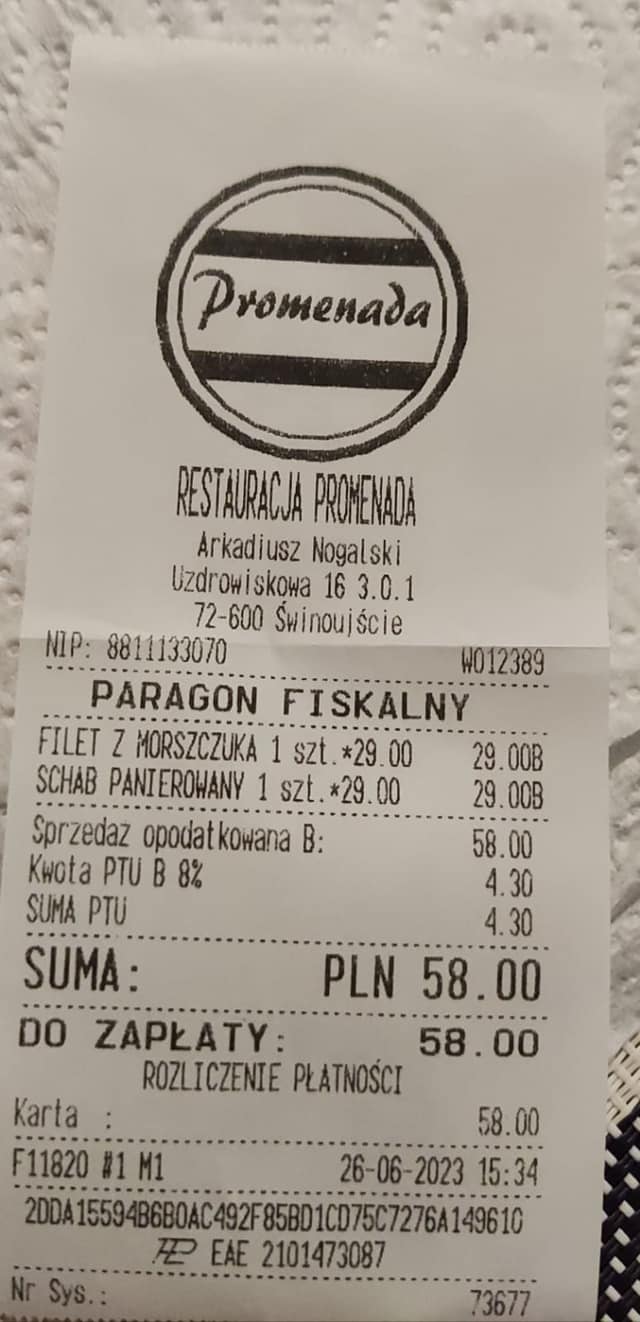 Promenada
RESTAURACJA PROMENADA
Arkadiusz Nogalski
Uzdrowiskowa 16 3.0.1
72-600 Świnoujście
NIP: 8811133070 W012389
PARAGON FISKALNY
FILET Z MORSZCZUKA 1 szt.*29.00 29.00B
SCHAB PANIEROWANY 1 szt.*29.00 29.00B
Sprzedaż opodatkowana B: 58.00
Kwota PTU B 8% 4.30
SUMA PTU 4.30
SUMA: PLN 58.00
DO ZAPŁATY: 58.00
ROZLICZENIE PŁATNOŚCI
Karta : 58.00
F11820 #1 M1 26-06-2023 15:34
2DDA15594B6B0AC492F85BD1CD75C7276A149610
EAE 2101473087
Nr Sys.: 73677